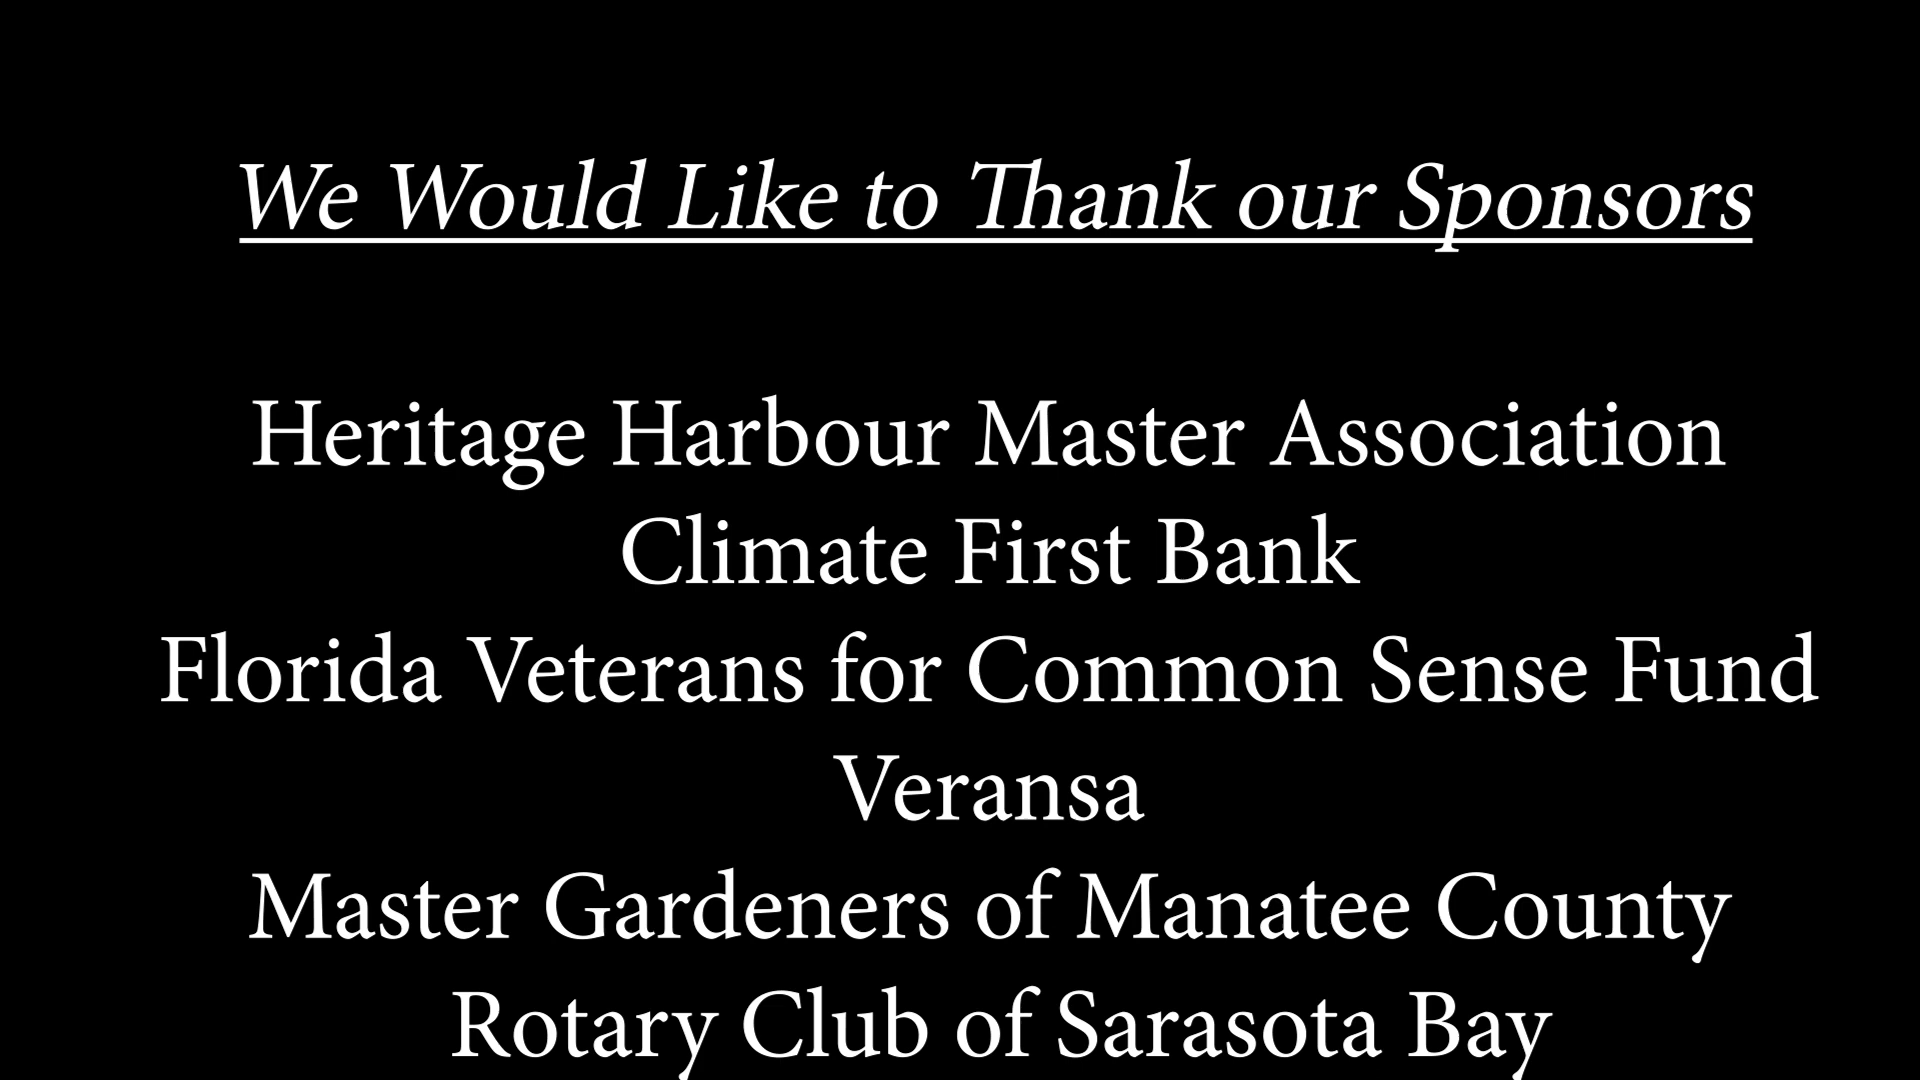 We Would Like to Thank our Sponsors
Heritage Harbour Master Association
Climate First Bank
Florida Veterans for Common Sense Fund
Veransa
Master Gardeners of Manatee County
Rotary Club of Sarasota Bay